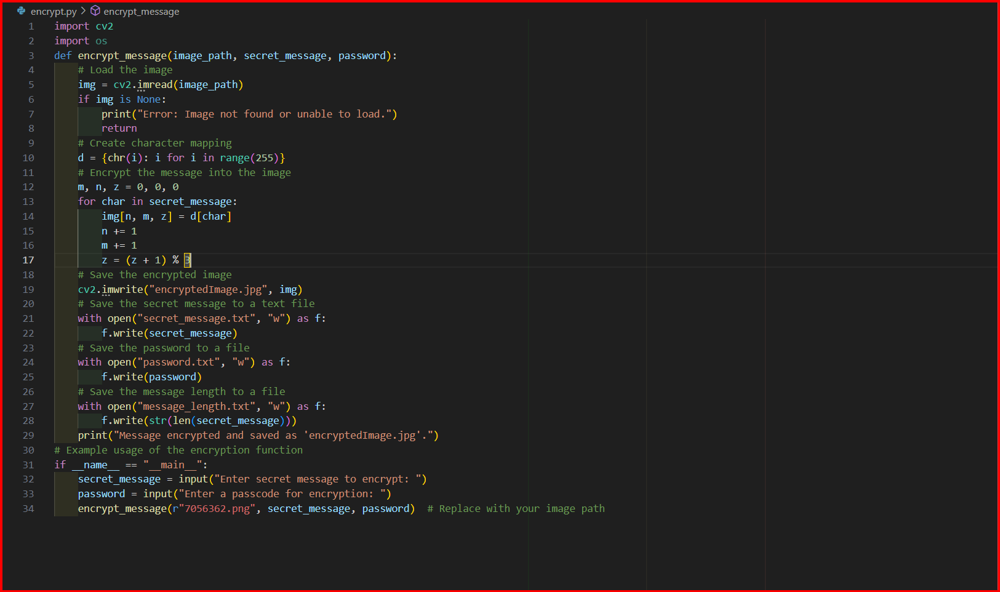 encrypt.py > encrypt_message
1 import cv2
2 import os
3 def encrypt_message(image_path, secret_message, password):
4     # Load the image
5     img = cv2.imread(image_path)
6     if img is None:
7         print("Error: Image not found or unable to load.")
8         return
9     # Create character mapping
10     d = {chr(i): i for i in range(255)}
11     # Encrypt the message into the image
12     m, n, z = 0, 0, 0
13     for char in secret_message:
14         img[n, m, z] = d[char]
15         n += 1
16         m += 1
17         z = (z + 1) % 3
18     # Save the encrypted image
19     cv2.imwrite("encryptedImage.jpg", img)
20     # Save the secret message to a text file
21     with open("secret_message.txt", "w") as f:
22         f.write(secret_message)
23     # Save the password to a file
24     with open("password.txt", "w") as f:
25         f.write(password)
26     # Save the message length to a file
27     with open("message_length.txt", "w") as f:
28         f.write(str(len(secret_message)))
29     print("Message encrypted and saved as 'encryptedImage.jpg'.")
30 # Example usage of the encryption function
31 if __name__ == "__main__":
32     secret_message = input("Enter secret message to encrypt: ")
33     password = input("Enter a passcode for encryption: ")
34     encrypt_message(r"7056362.png", secret_message, password)  # Replace with your image path